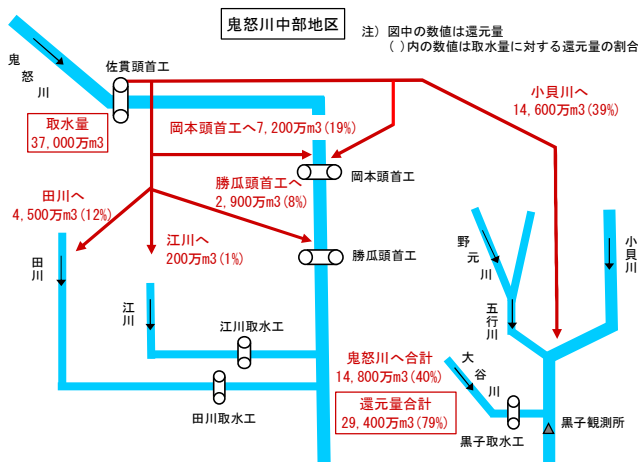 鬼怒川中部地区
注) 図中の数値は還元量
( )内の数値は取水量に対する還元量の割合
鬼怒川
佐貫頭首工
取水量
37,000万m3
小貝川へ
14,600万m3(39%)
岡本頭首工へ7,200万m3(19%)
岡本頭首工
田川へ
4,500万m3(12%)
勝瓜頭首工へ
2,900万m3(8%)
江川へ
200万m3(1%)
勝瓜頭首工
田川
江川
野元川
小貝川
五行川
江川取水工
田川取水工
鬼怒川へ合計
14,800万m3(40%)
還元量合計
29,400万m3(79%)
大谷川
黒子取水工
黒子観測所